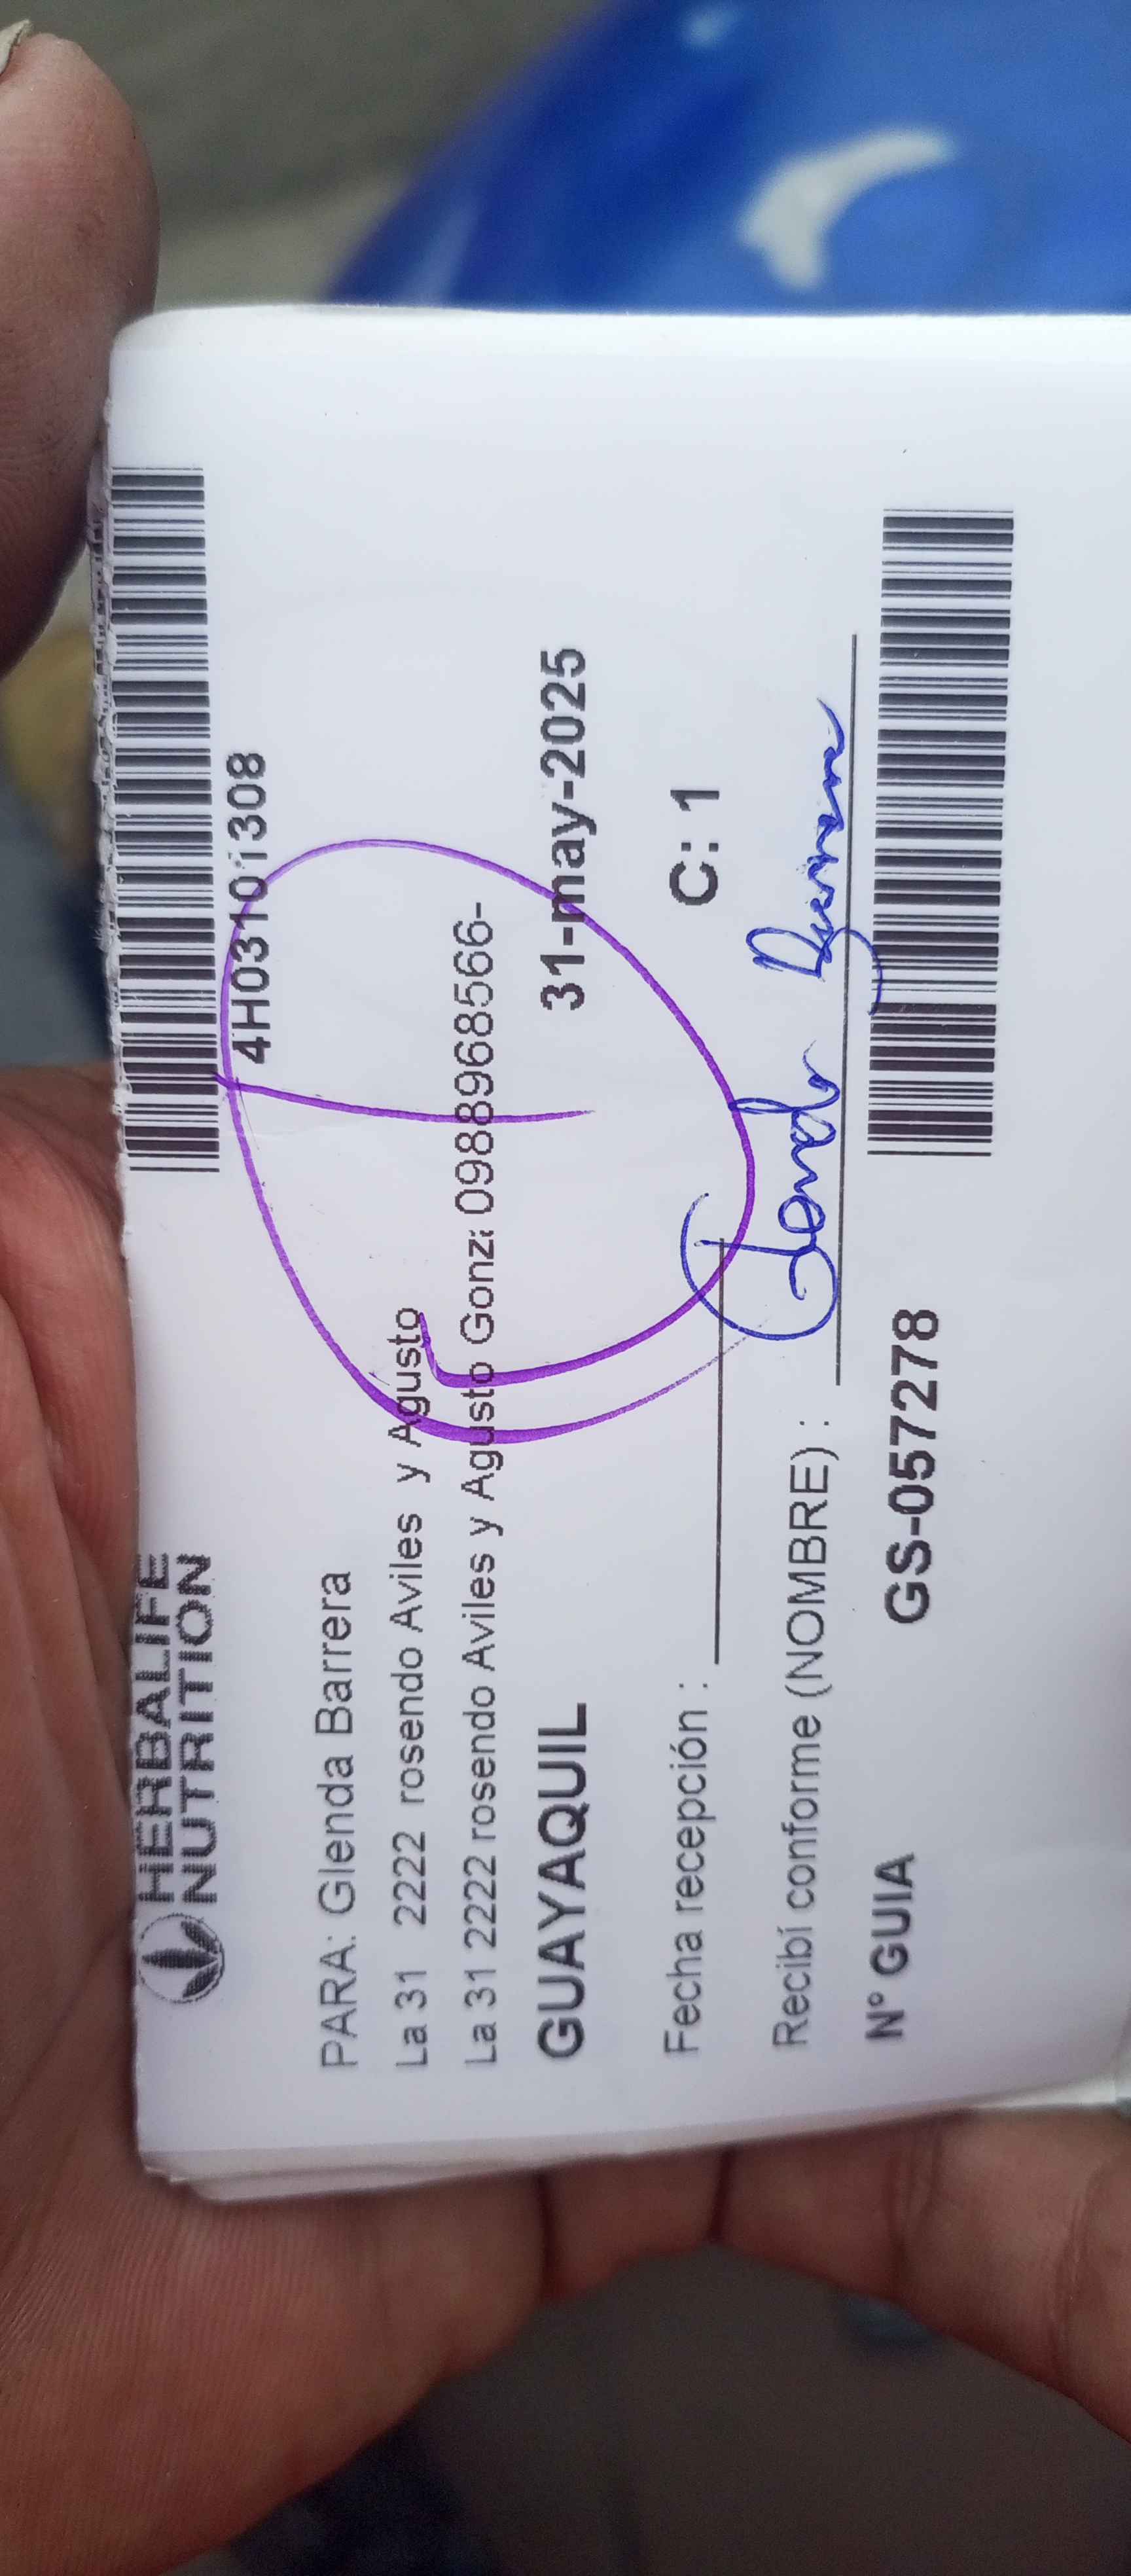 HERBALIFE
NUTRITION
4H03101308
PARA: Glenda Barrera
La 31 2222 rosendo Aviles y Agusto
La 31 2222 rosendo Aviles y Agusto Gonz: 0988968566-
GUAYAQUIL
31-may-2025
Fecha recepción :
C: 1
Recibí conforme (NOMBRE) :
N° GUIA
GS-057278